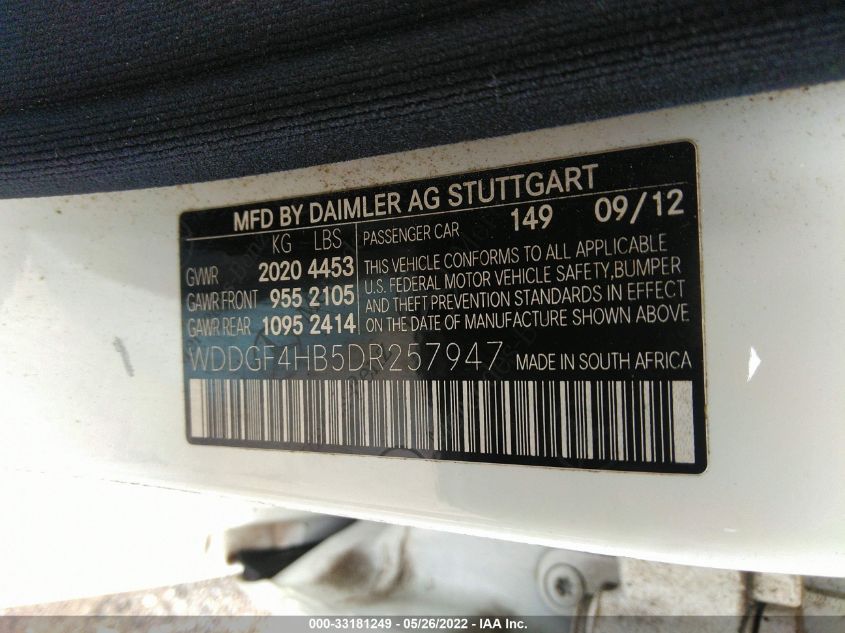 MFD BY DAIMLER AG STUTTGART
KG LBS PASSENGER CAR 149 09/12
GVWR 2020 4453
GAWR FRONT 955 2105
GAWR REAR 1095 2414
THIS VEHICLE CONFORMS TO ALL APPLICABLE
U.S. FEDERAL MOTOR VEHICLE SAFETY,BUMPER
AND THEFT PREVENTION STANDARDS IN EFFECT
ON THE DATE OF MANUFACTURE SHOWN ABOVE
WDDGF4HB5DR257947 MADE IN SOUTH AFRICA
000-33181249 - 05/26/2022 - IAA Inc.